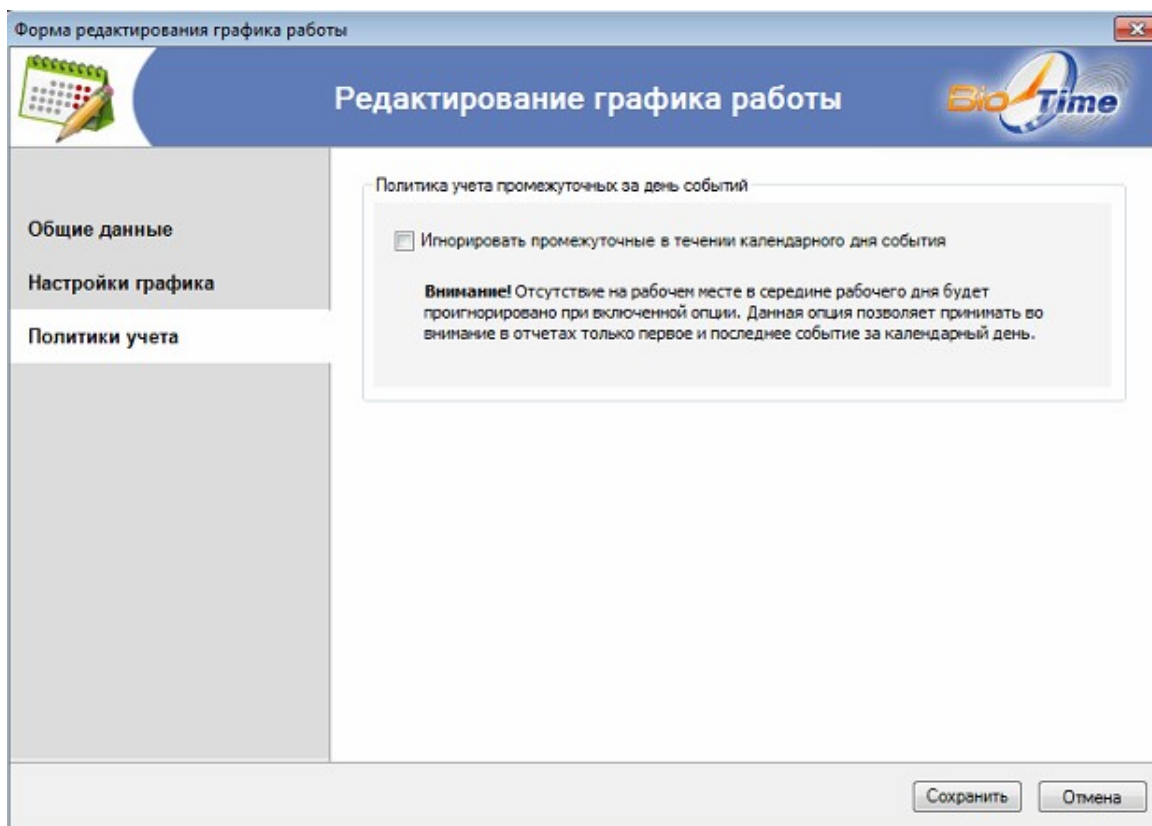 Форма редактирования графика работы
Редактирование графика работы
BioTime
Общие данные
Настройки графика
Политики учета
Политика учета промежуточных за день событий
Игнорировать промежуточные в течении календарного дня события
Внимание! Отсутствие на рабочем месте в середине рабочего дня будет
проигнорировано при включенной опции. Данная опция позволяет принимать во
внимание в отчетах только первое и последнее событие за календарный день.
Сохранить
Отмена